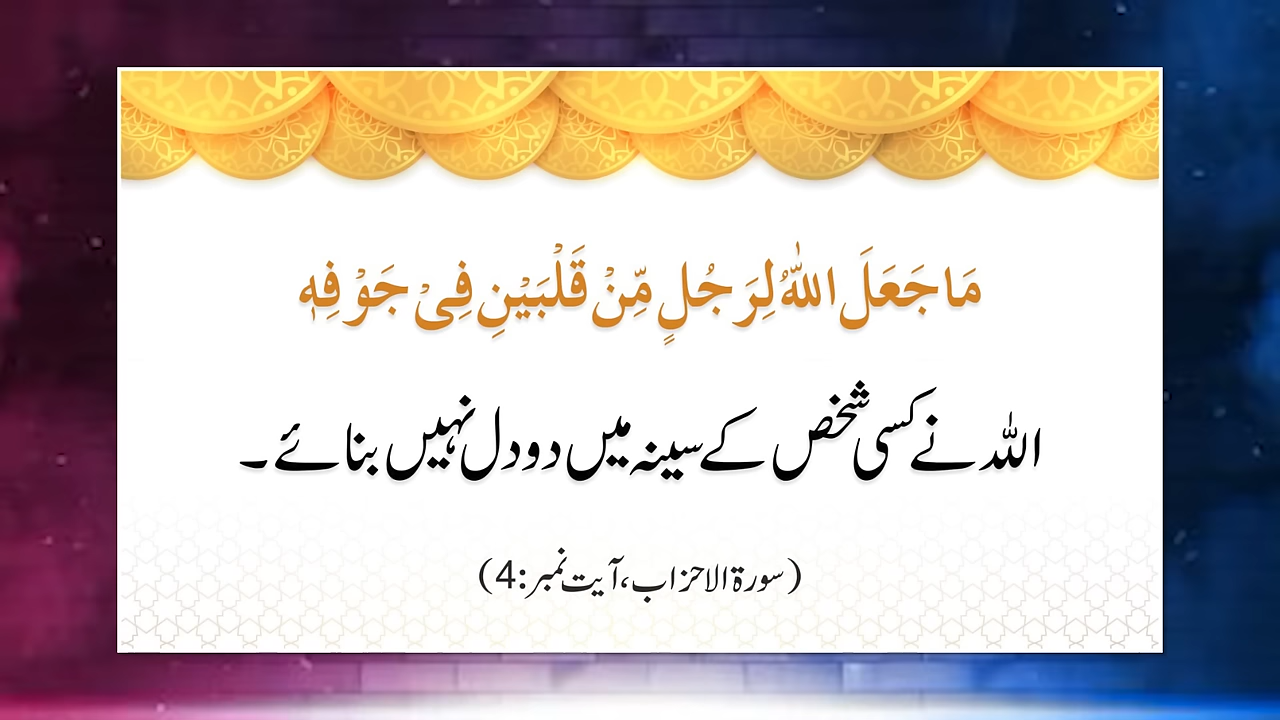 مَا جَعَلَ اللّٰهُ لِرَجُلٍ مِّنْ قَلْبَيْنِ فِیْ جَوْفِهٖ
اللہ نے کسی شخص کے سینہ میں دو دل نہیں بنائے۔
(سورۃ الاحزاب، آیت نمبر:4)